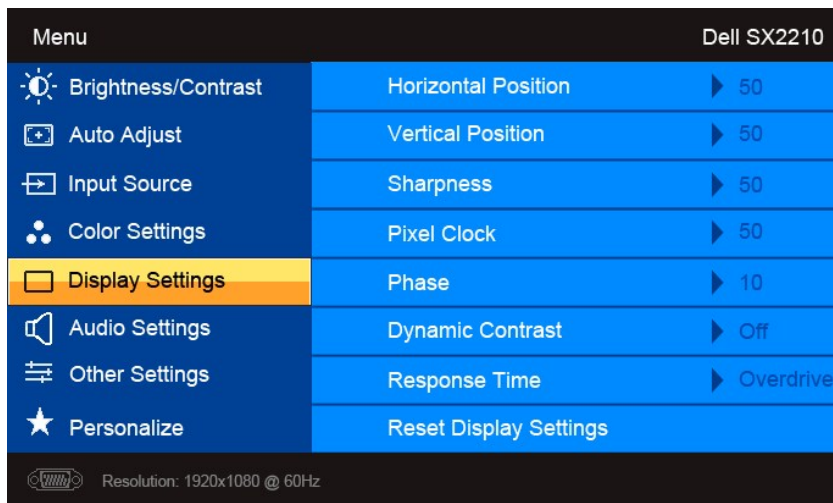 Menu Dell SX2210
Brightness/Contrast Horizontal Position 50
Auto Adjust Vertical Position 50
Input Source Sharpness 50
Color Settings Pixel Clock 50
Display Settings Phase 10
Audio Settings Dynamic Contrast Off
Other Settings Response Time Overdrive
Personalize Reset Display Settings
Resolution: 1920x1080 @ 60Hz